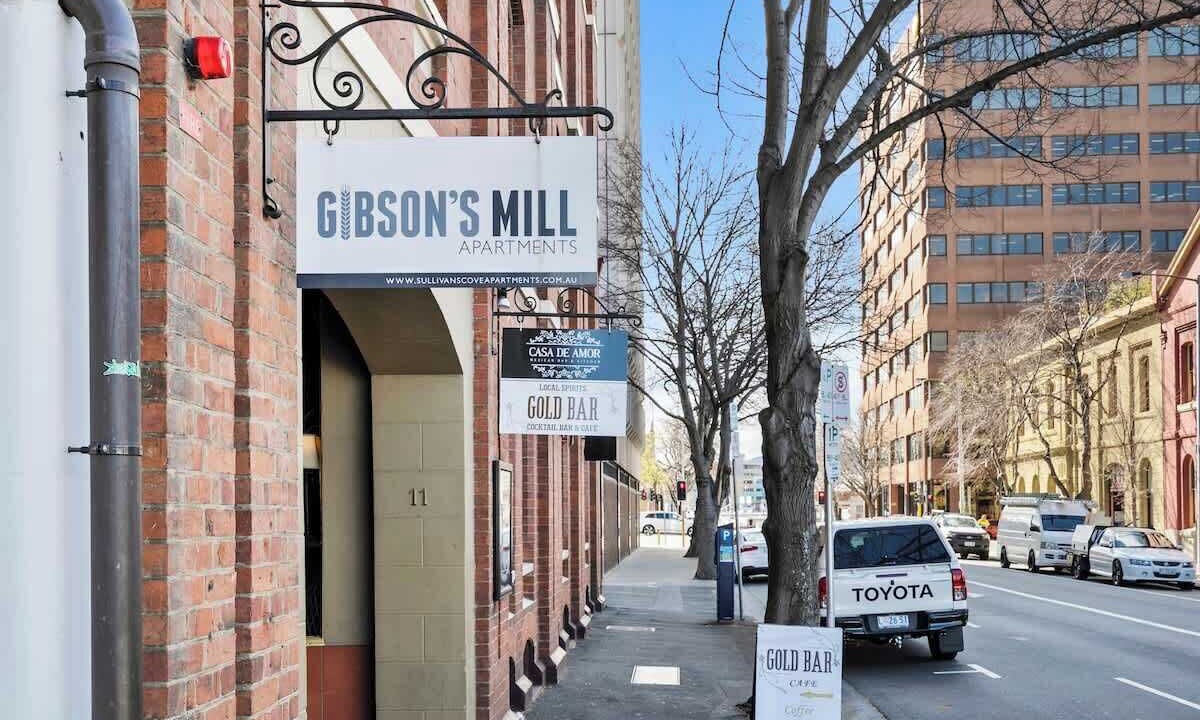 GIBSON'S MILL
APARTMENTS
WWW.SULLIVANSCOVEAPARTMENTS.COM.AU
CASA DE AMOR
MEXICAN BAR & KITCHEN
LOCAL SPIRITS
GOLD BAR
COCKTAIL BAR & CAFE
11
P
1P
S
TOYOTA
GOLD BAR
CAFE
Coffee